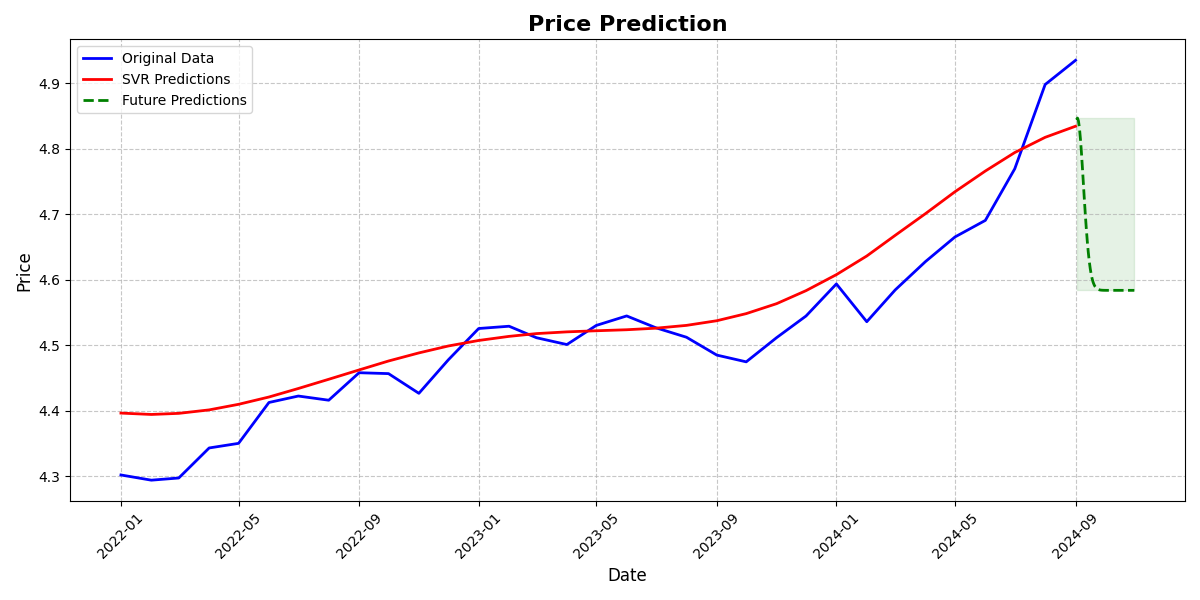 Price Prediction
Original Data
SVR Predictions
Future Predictions
4.9
4.8
4.7
4.6
4.5
4.4
4.3
Price
2022-01
2022-05
2022-09
2023-01
2023-05
2023-09
2024-01
2024-05
2024-09
Date